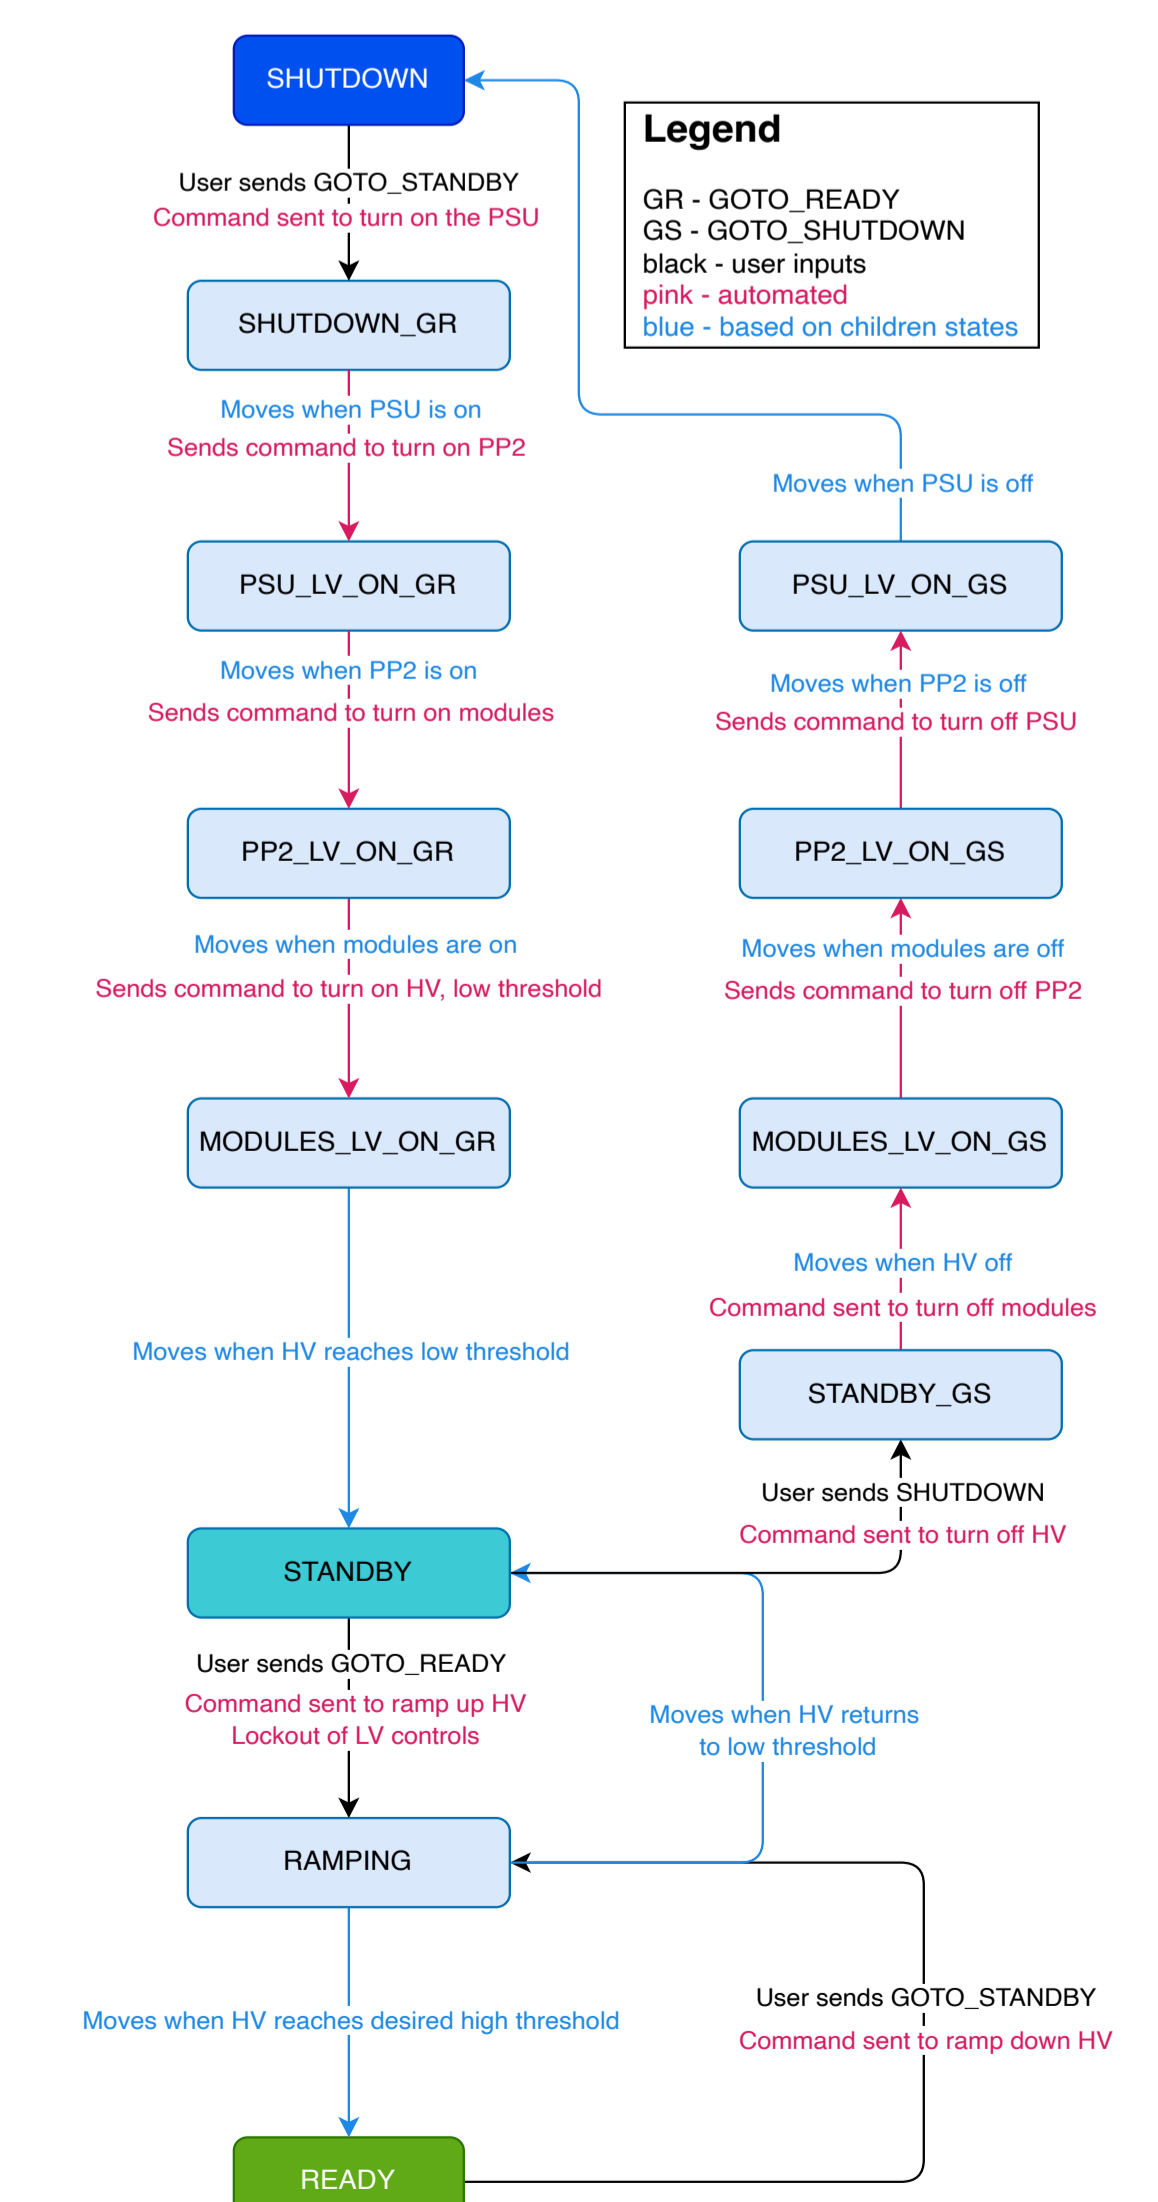 SHUTDOWN
Legend
GR - GOTO_READY
GS - GOTO_SHUTDOWN
black - user inputs
pink - automated
blue - based on children states
User sends GOTO_STANDBY
Command sent to turn on the PSU
SHUTDOWN_GR
Moves when PSU is on
Sends command to turn on PP2
PSU_LV_ON_GR
Moves when PP2 is on
Sends command to turn on modules
PP2_LV_ON_GR
Moves when modules are on
Sends command to turn on HV, low threshold
MODULES_LV_ON_GR
Moves when HV reaches low threshold
STANDBY
User sends GOTO_READY
Command sent to ramp up HV
Lockout of LV controls
RAMPING
Moves when HV reaches desired high threshold
READY
Moves when PSU is off
PSU_LV_ON_GS
Moves when PP2 is off
Sends command to turn off PSU
PP2_LV_ON_GS
Moves when modules are off
Sends command to turn off PP2
MODULES_LV_ON_GS
Moves when HV off
Command sent to turn off modules
STANDBY_GS
User sends SHUTDOWN
Command sent to turn off HV
Moves when HV returns
to low threshold
User sends GOTO_STANDBY
Command sent to ramp down HV